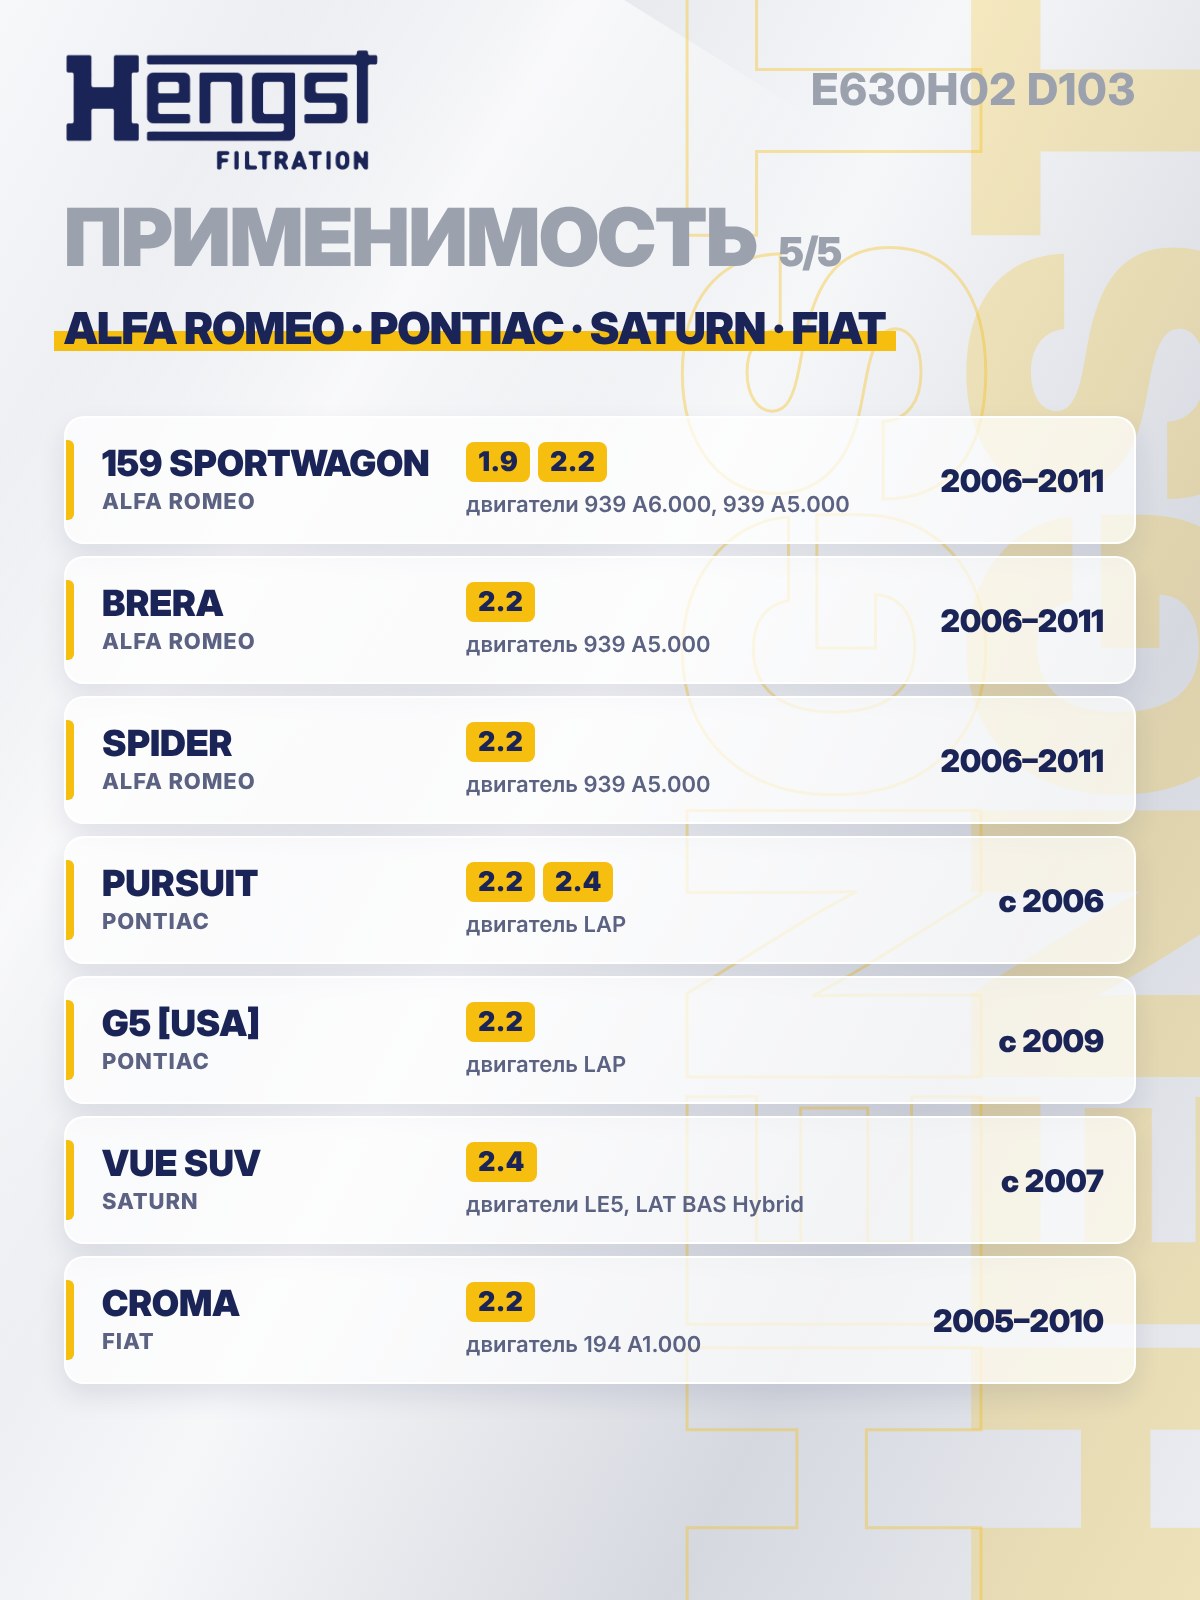 Hengst
FILTRATION
E630H02 D103
ПРИМЕНИМОСТЬ 5/5
ALFA ROMEO · PONTIAC · SATURN · FIAT
159 SPORTWAGON
ALFA ROMEO
1.9 2.2
двигатели 939 A6.000, 939 A5.000
2006–2011
BRERA
ALFA ROMEO
2.2
двигатель 939 A5.000
2006–2011
SPIDER
ALFA ROMEO
2.2
двигатель 939 A5.000
2006–2011
PURSUIT
PONTIAC
2.2 2.4
двигатель LAP
с 2006
G5 [USA]
PONTIAC
2.2
двигатель LAP
с 2009
VUE SUV
SATURN
2.4
двигатели LE5, LAT BAS Hybrid
с 2007
CROMA
FIAT
2.2
двигатель 194 A1.000
2005–2010
HENGST
HENGST